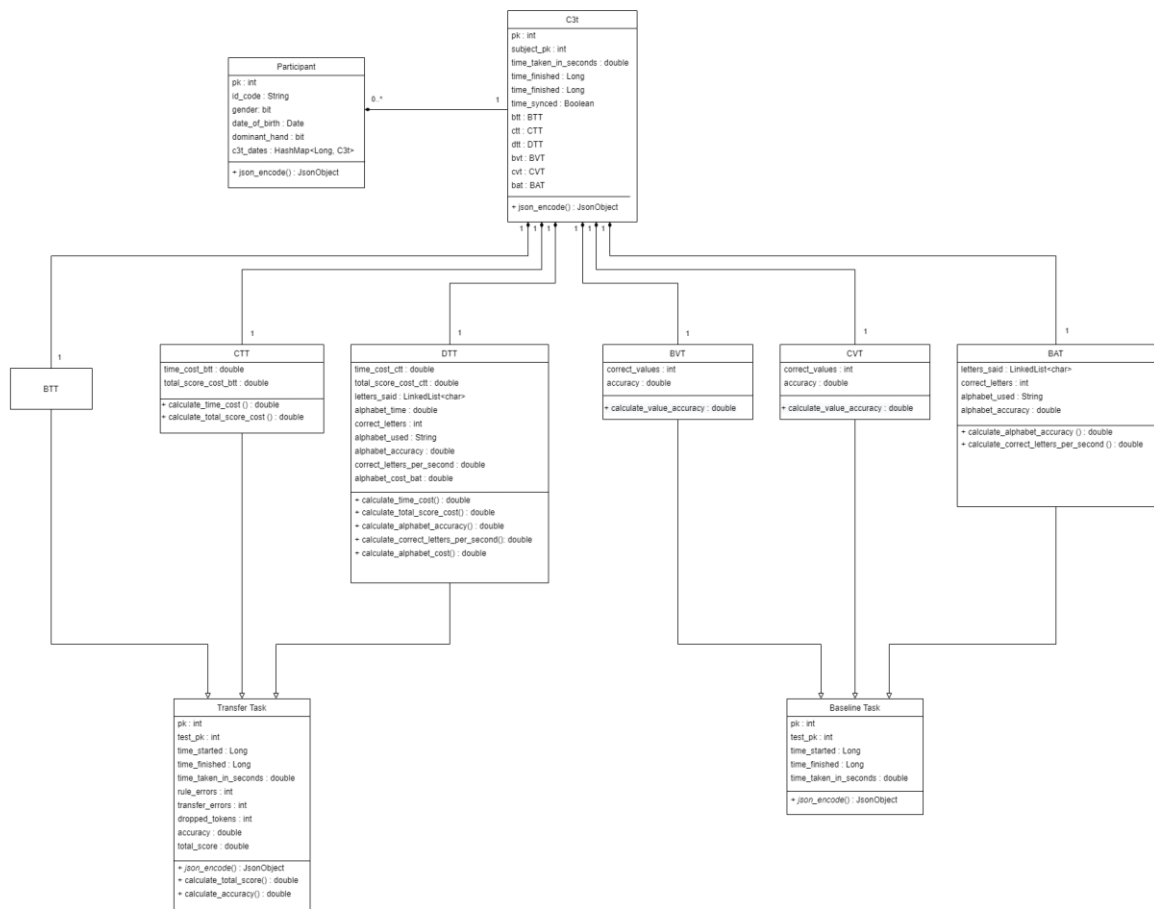 C3t
pk : int
subject_pk : int
time_taken_in_seconds : double
time_finished : Long
time_finished : Long
time_synced : Boolean
btt : BTT
ctt : CTT
dtt : DTT
bvt : BVT
cvt : CVT
bat : BAT
+ json_encode() : JsonObject
Participant
pk : int
id_code : String
gender: bit
date_of_birth : Date
dominant_hand : bit
c3t_dates : HashMap<Long, C3t>
+ json_encode() : JsonObject
0..*
1
1
1
1
1
1
1
1
1
1
1
1
1
BTT
CTT
time_cost_btt : double
total_score_cost_btt : double
+ calculate_time_cost () : double
+ calculate_total_score_cost () : double
DTT
time_cost_ctt : double
total_score_cost_ctt : double
letters_said : LinkedList<char>
alphabet_time : double
correct_letters : int
alphabet_used : String
alphabet_accuracy : double
correct_letters_per_second : double
alphabet_cost_bat : double
+ calculate_time_cost() : double
+ calculate_total_score_cost() : double
+ calculate_alphabet_accuracy() : double
+ calculate_correct_letters_per_second(): double
+ calculate_alphabet_cost() : double
BVT
correct_values : int
accuracy : double
+ calculate_value_accuracy : double
CVT
correct_values : int
accuracy : double
+ calculate_value_accuracy : double
BAT
letters_said : LinkedList<char>
correct_letters : int
alphabet_used : String
alphabet_accuracy : double
+ calculate_alphabet_accuracy () : double
+ calculate_correct_letters_per_second () : double
Transfer Task
pk : int
test_pk : int
time_started : Long
time_finished : Long
time_taken_in_seconds : double
rule_errors : int
transfer_errors : int
dropped_tokens : int
accuracy : double
total_score : double
+ json_encode() : JsonObject
+ calculate_total_score() : double
+ calculate_accuracy() : double
Baseline Task
pk : int
test_pk : int
time_started : Long
time_finished : Long
time_taken_in_seconds : double
+ json_encode() : JsonObject